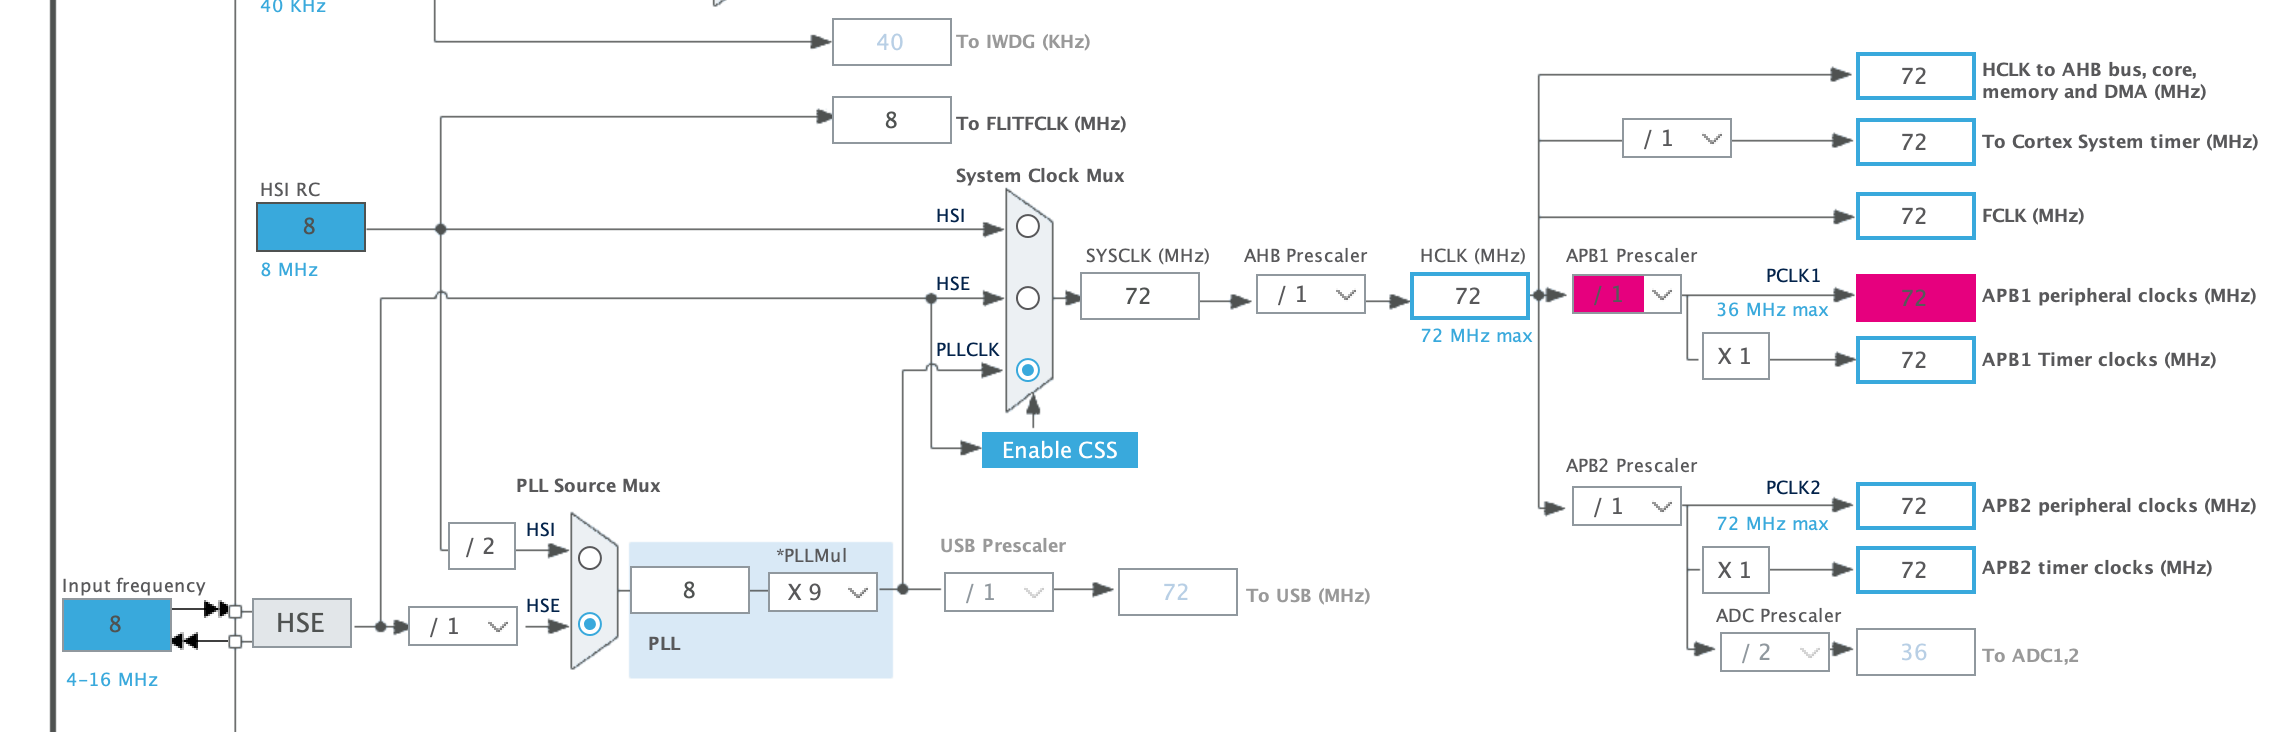 40 KHz
40
To IWDG (KHz)
8
To FLITFCLK (MHz)
HSI RC
8
8 MHz
System Clock Mux
HSI
HSE
PLLCLK
Enable CSS
SYSCLK (MHz)
72
AHB Prescaler
/ 1
HCLK (MHz)
72
72 MHz max
72
HCLK to AHB bus, core,
memory and DMA (MHz)
/ 1
72
To Cortex System timer (MHz)
72
FCLK (MHz)
APB1 Prescaler
/ 1
PCLK1
36 MHz max
72
APB1 peripheral clocks (MHz)
X 1
72
APB1 Timer clocks (MHz)
APB2 Prescaler
/ 1
PCLK2
72 MHz max
72
APB2 peripheral clocks (MHz)
X 1
72
APB2 timer clocks (MHz)
ADC Prescaler
/ 2
36
To ADC1,2
PLL Source Mux
/ 2
HSI
Input frequency
8
4-16 MHz
HSE
/ 1
HSE
8
*PLLMul
X 9
PLL
USB Prescaler
/ 1
72
To USB (MHz)